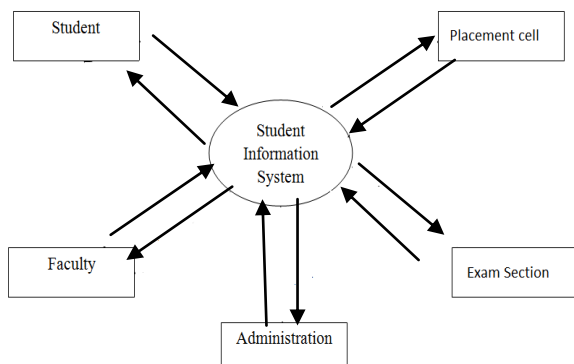 Student
Placement cell
Student
Information
System
Faculty
Exam Section
Administration